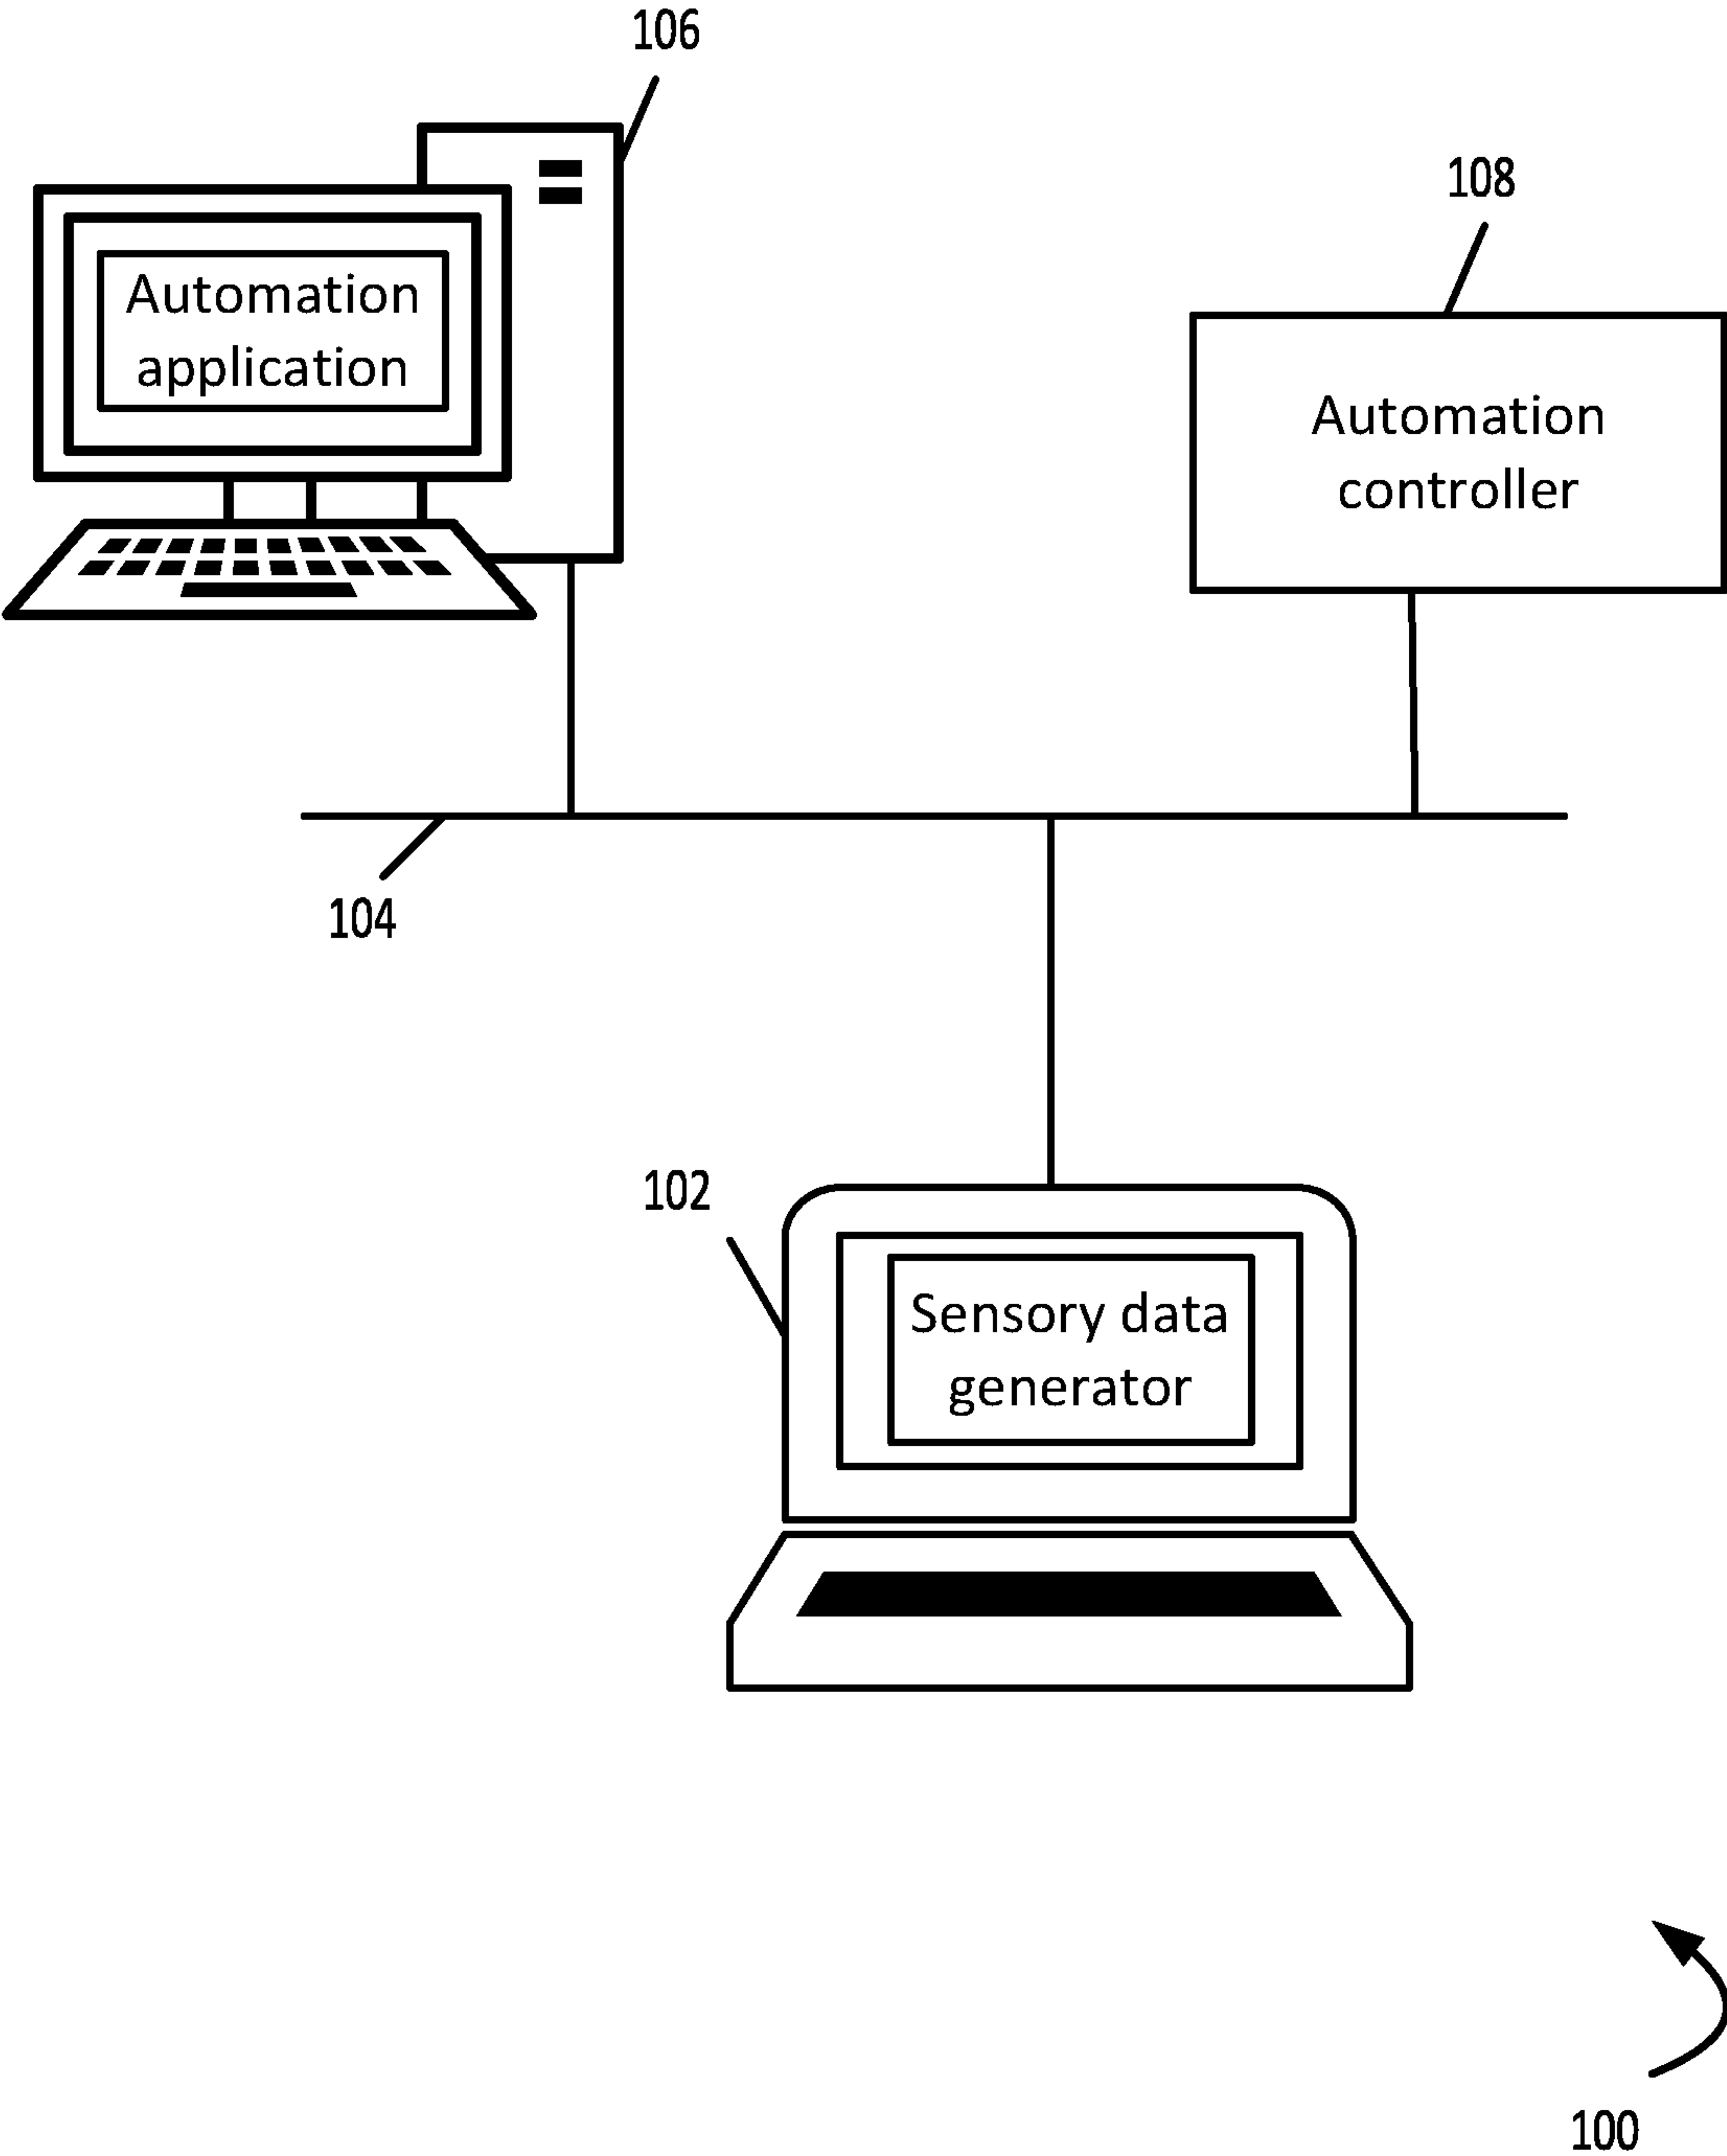 106
108
Automation
application
Automation
controller
104
102
Sensory data
generator
100